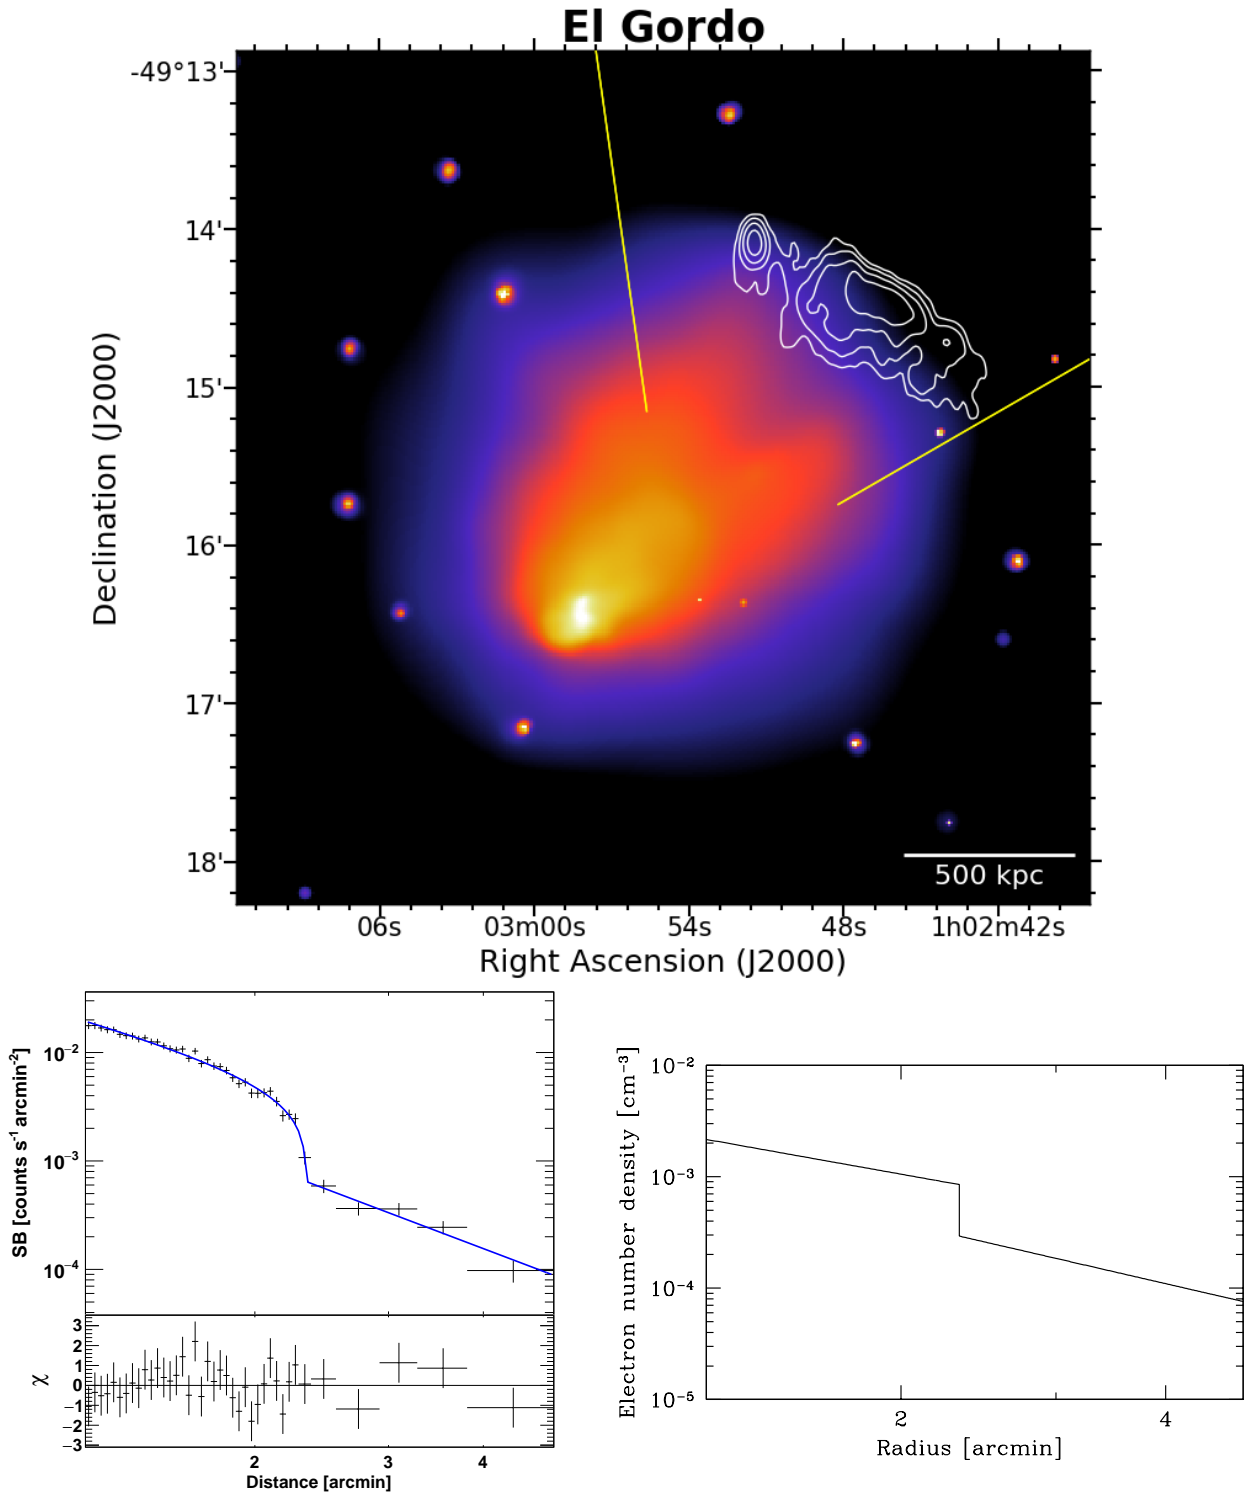 El Gordo
-49°13'
14'
15'
16'
17'
18'
Declination (J2000)
500 kpc
06s 03m00s 54s 48s 1h02m42s
Right Ascension (J2000)
SB [counts s⁻¹ arcmin⁻²]
10⁻²
10⁻³
10⁻⁴
χ
3
2
1
0
−1
−2
−3
2 3 4
Distance [arcmin]
Electron number density [cm⁻³]
10⁻²
10⁻³
10⁻⁴
10⁻⁵
2 4
Radius [arcmin]